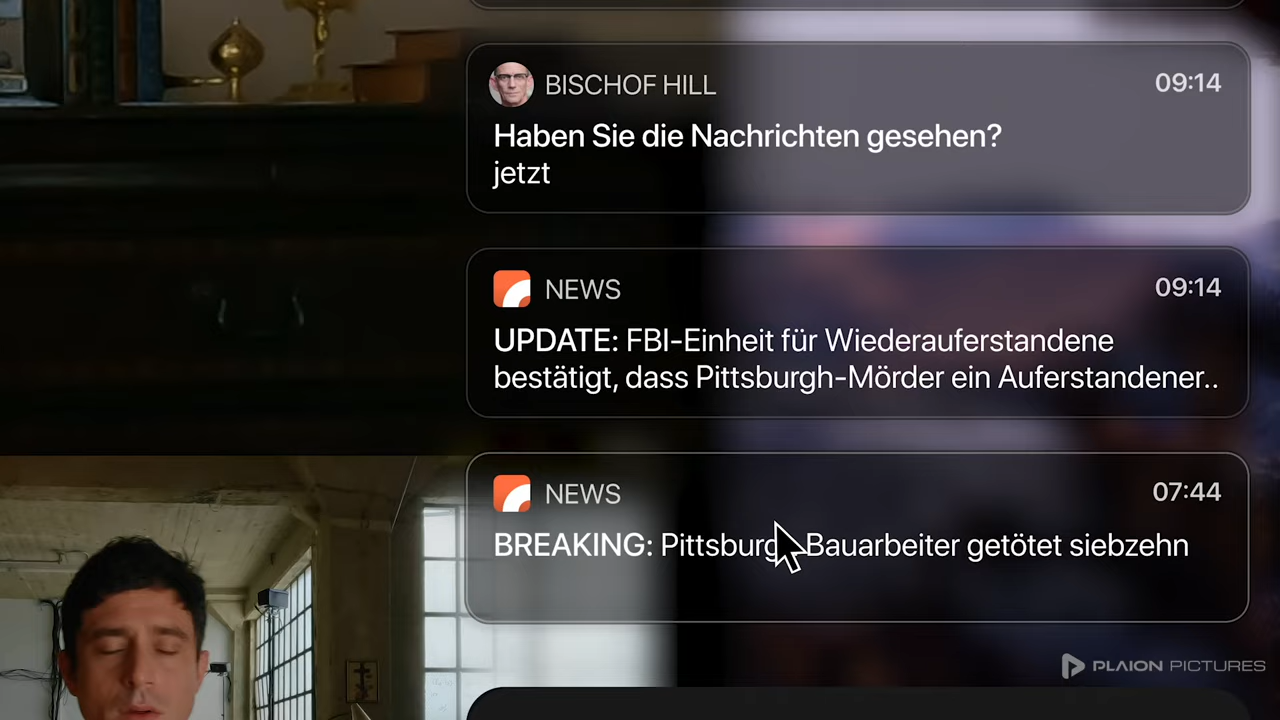 BISCHOF HILL
09:14
Haben Sie die Nachrichten gesehen?
jetzt
NEWS
09:14
UPDATE: FBI-Einheit für Wiederauferstandene
bestätigt, dass Pittsburgh-Mörder ein Auferstandener..
NEWS
07:44
BREAKING: Bauarbeiter getötet siebzehn
PLAION PICTURES